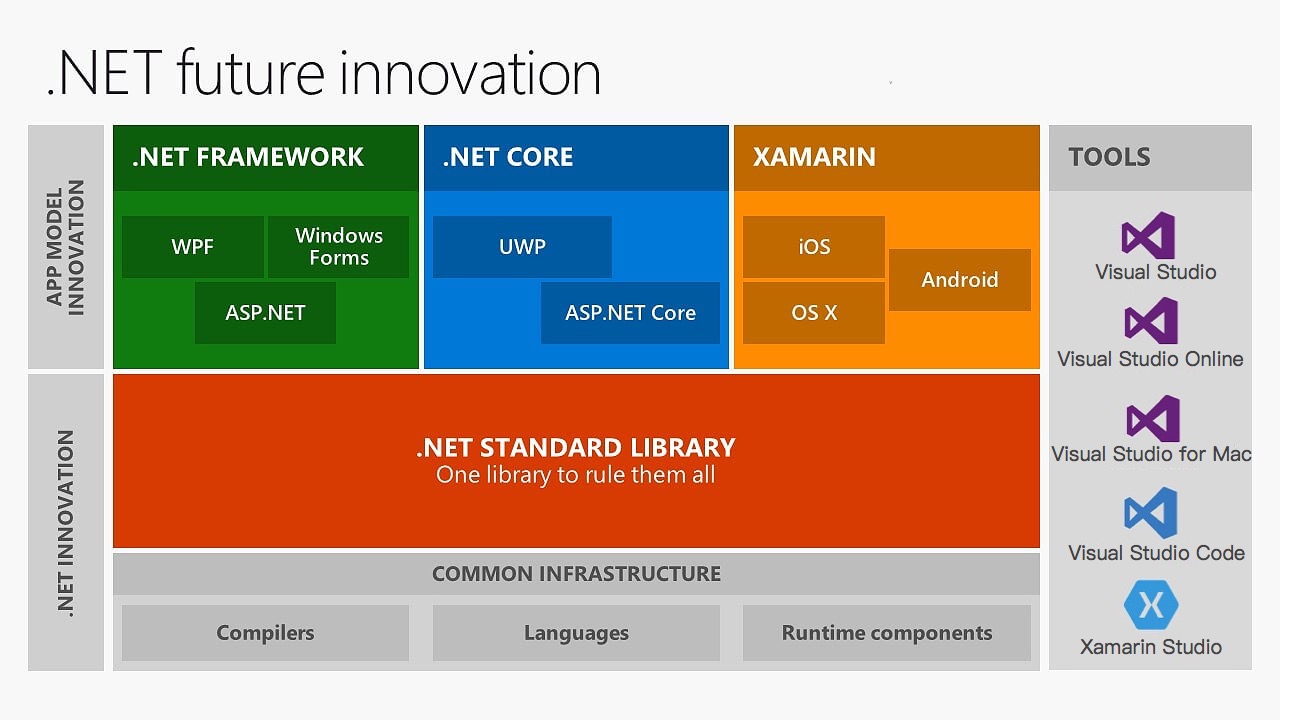 .NET future innovation
APP MODEL
INNOVATION
.NET FRAMEWORK
WPF
Windows
Forms
ASP.NET
.NET CORE
UWP
ASP.NET Core
XAMARIN
iOS
Android
OS X
TOOLS
Visual Studio
Visual Studio Online
Visual Studio for Mac
Visual Studio Code
Xamarin Studio
.NET INNOVATION
.NET STANDARD LIBRARY
One library to rule them all
COMMON INFRASTRUCTURE
Compilers
Languages
Runtime components